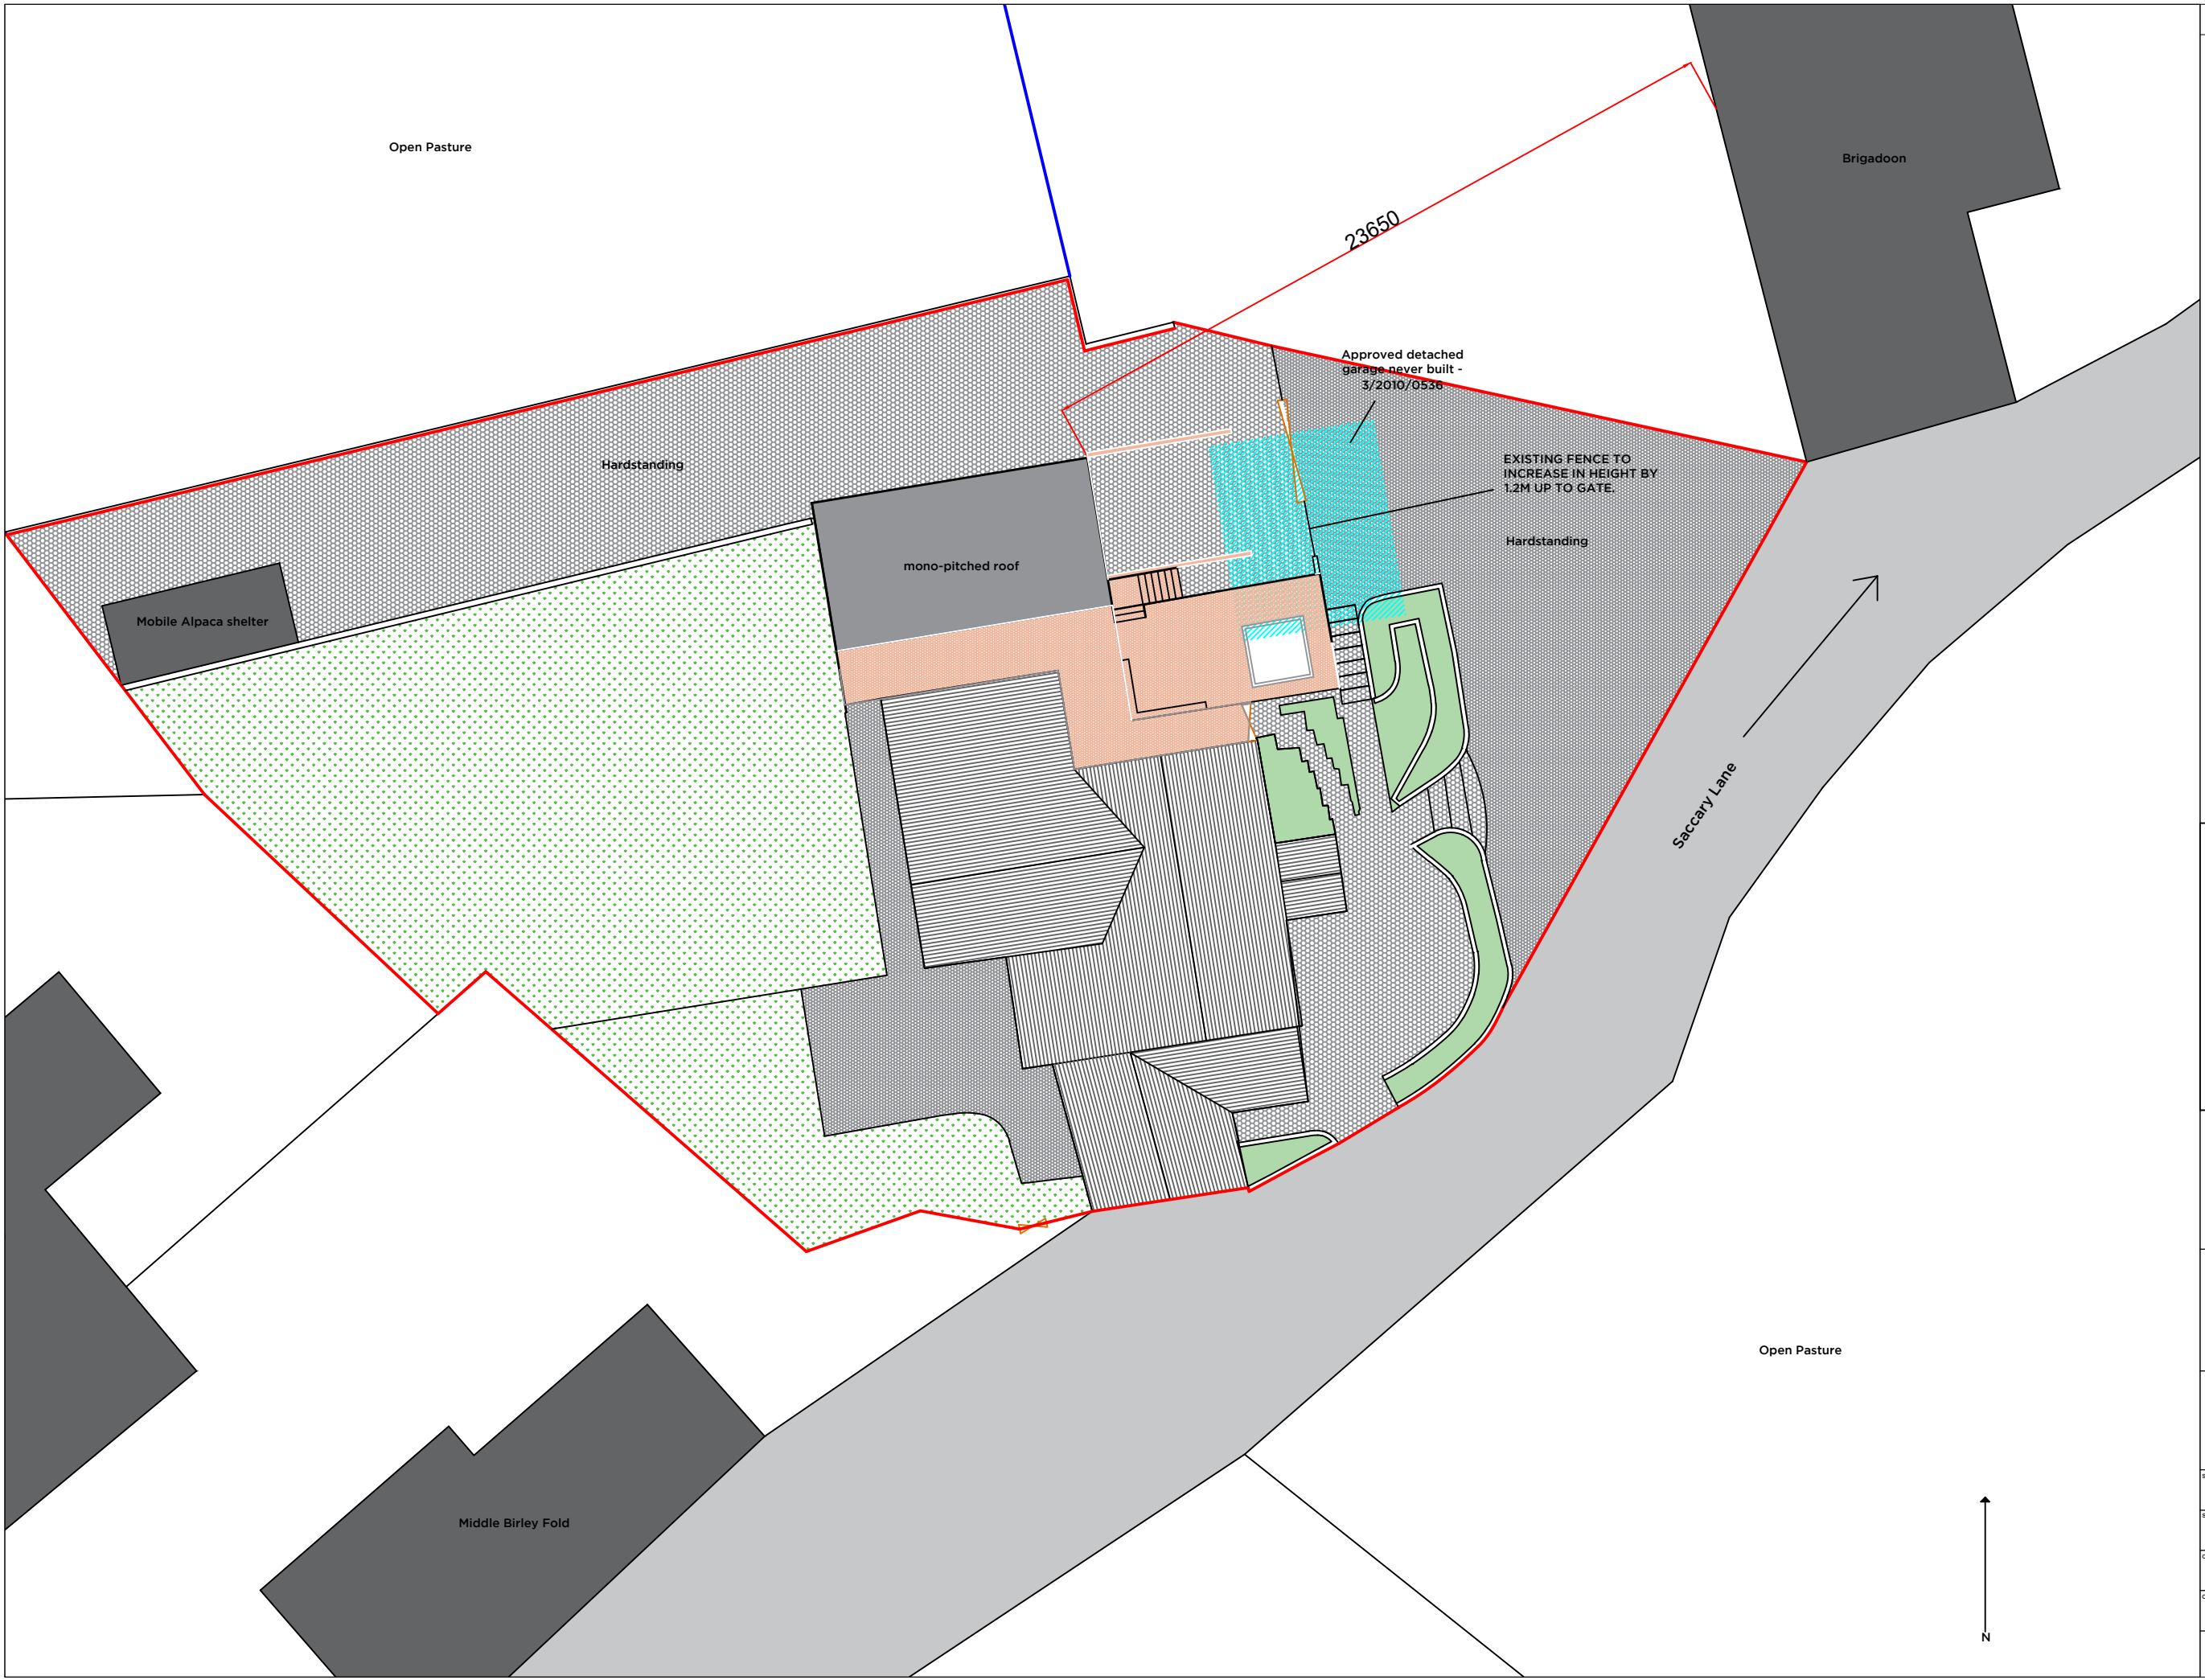 Open Pasture
Brigadoon
23650
Approved detached
garage never built -
3/2010/0536
Hardstanding
EXISTING FENCE TO
INCREASE IN HEIGHT BY
1.2M UP TO GATE.
Hardstanding
mono-pitched roof
Mobile Alpaca shelter
Saccary Lane
Open Pasture
Middle Birley Fold
N